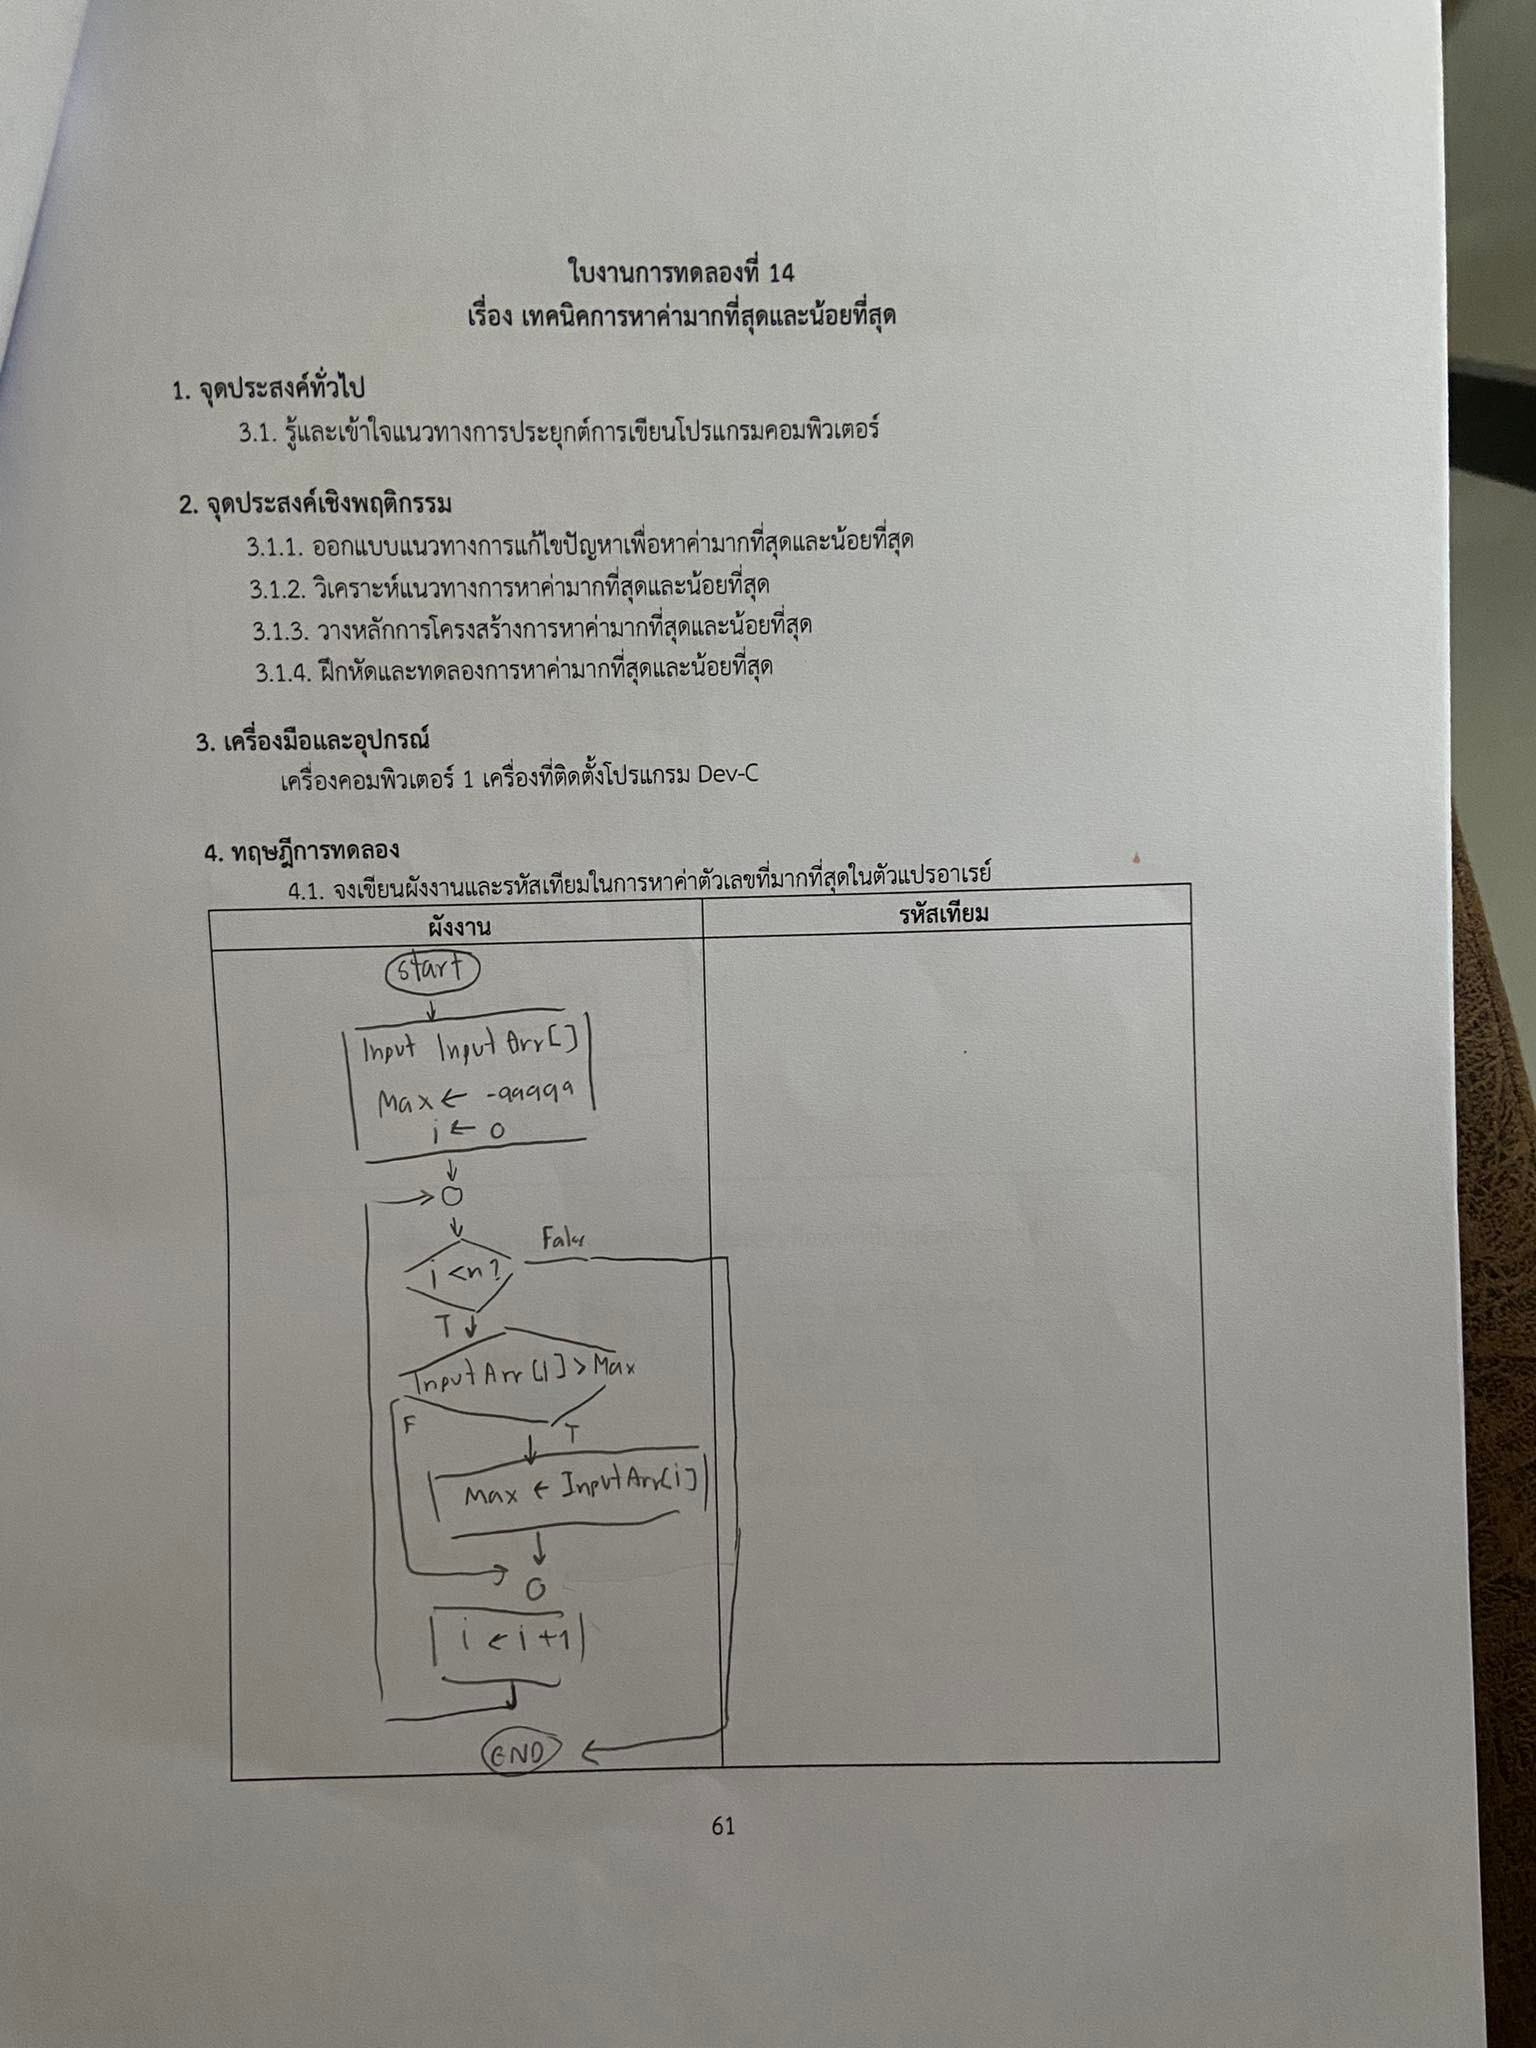 ใบงานการทดลองที่ 14
เรื่อง เทคนิคการหาค่ามากที่สุดและน้อยที่สุด
1. จุดประสงค์ทั่วไป
3.1. รู้และเข้าใจแนวทางการประยุกต์การเขียนโปรแกรมคอมพิวเตอร์
2. จุดประสงค์เชิงพฤติกรรม
3.1.1. ออกแบบแนวทางการแก้ไขปัญหาเพื่อหาค่ามากที่สุดและน้อยที่สุด
3.1.2. วิเคราะห์แนวทางการหาค่ามากที่สุดและน้อยที่สุด
3.1.3. วางหลักการโครงสร้างการหาค่ามากที่สุดและน้อยที่สุด
3.1.4. ฝึกหัดและทดลองการหาค่ามากที่สุดและน้อยที่สุด
3. เครื่องมือและอุปกรณ์
เครื่องคอมพิวเตอร์ 1 เครื่องที่ติดตั้งโปรแกรม Dev-C
4. ทฤษฎีการทดลอง
4.1. จงเขียนผังงานและรหัสเทียมในการหาค่าตัวเลขที่มากที่สุดในตัวแปรอาเรย์
ผังงาน
รหัสเทียม
start
Input InputArr[]
Max ← -99999
i ← 0
i < n?
False
T
InputArr[i] > Max
F
T
Max ← InputArr[i]
i ← i +1
END
61